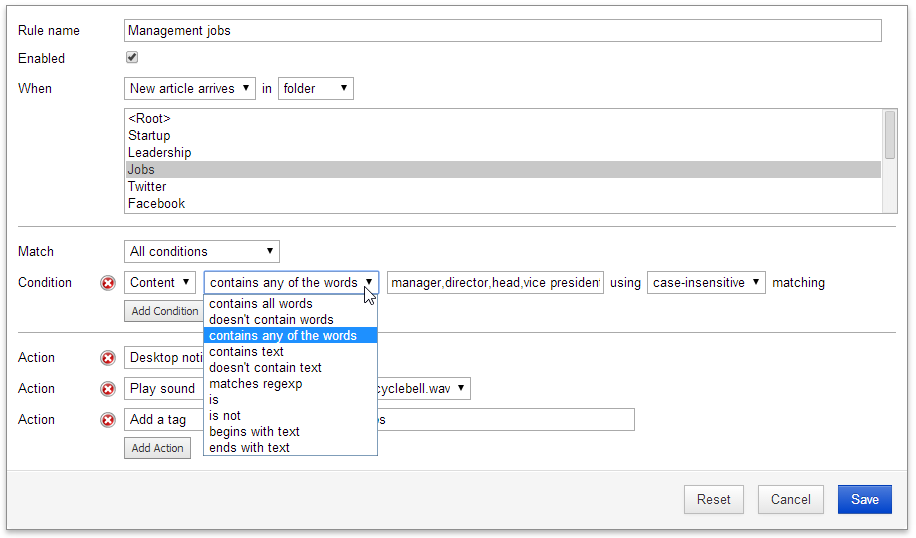 Rule name Management jobs
Enabled
When New article arrives in folder
<Root>
Startup
Leadership
Jobs
Twitter
Facebook
Match All conditions
Condition Content contains any of the words manager,director,head,vice president using case-insensitive matching
Add Condition
contains all words
doesn't contain words
contains any of the words
contains text
doesn't contain text
matches regexp
is
is not
begins with text
ends with text
Action Desktop noti
Action Play sound cyclebell.wav
Action Add a tag
Add Action
Reset Cancel Save